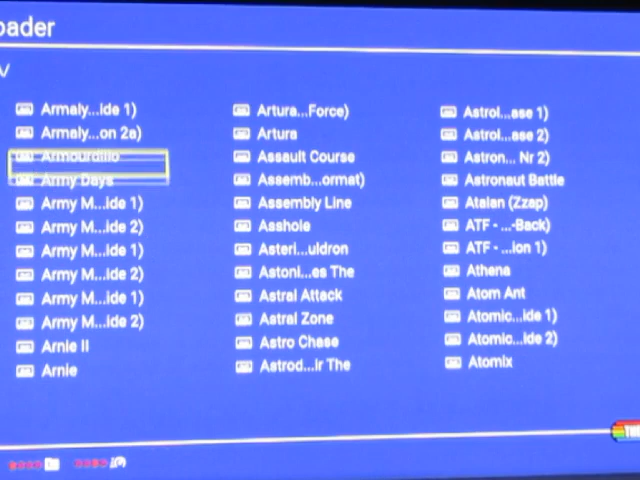 oader
V
Armaly...ide 1)
Armaly...on 2a)
Armourdillo
Army Days
Army M...ide 1)
Army M...ide 2)
Army M...ide 1)
Army M...ide 2)
Army M...ide 1)
Army M...ide 2)
Arnie II
Arnie
Artura...Force)
Artura
Assault Course
Assemb...ormat)
Assembly Line
Asshole
Asteri...uldron
Astoni...es The
Astral Attack
Astral Zone
Astro Chase
Astrod...ir The
Astrol...ase 1)
Astrol...ase 2)
Astron... Nr 2)
Astronaut Battle
Atalan (Zzap)
ATF - ...-Back)
ATF - ...ion 1)
Athena
Atom Ant
Atomic...ide 1)
Atomic...ide 2)
Atomix